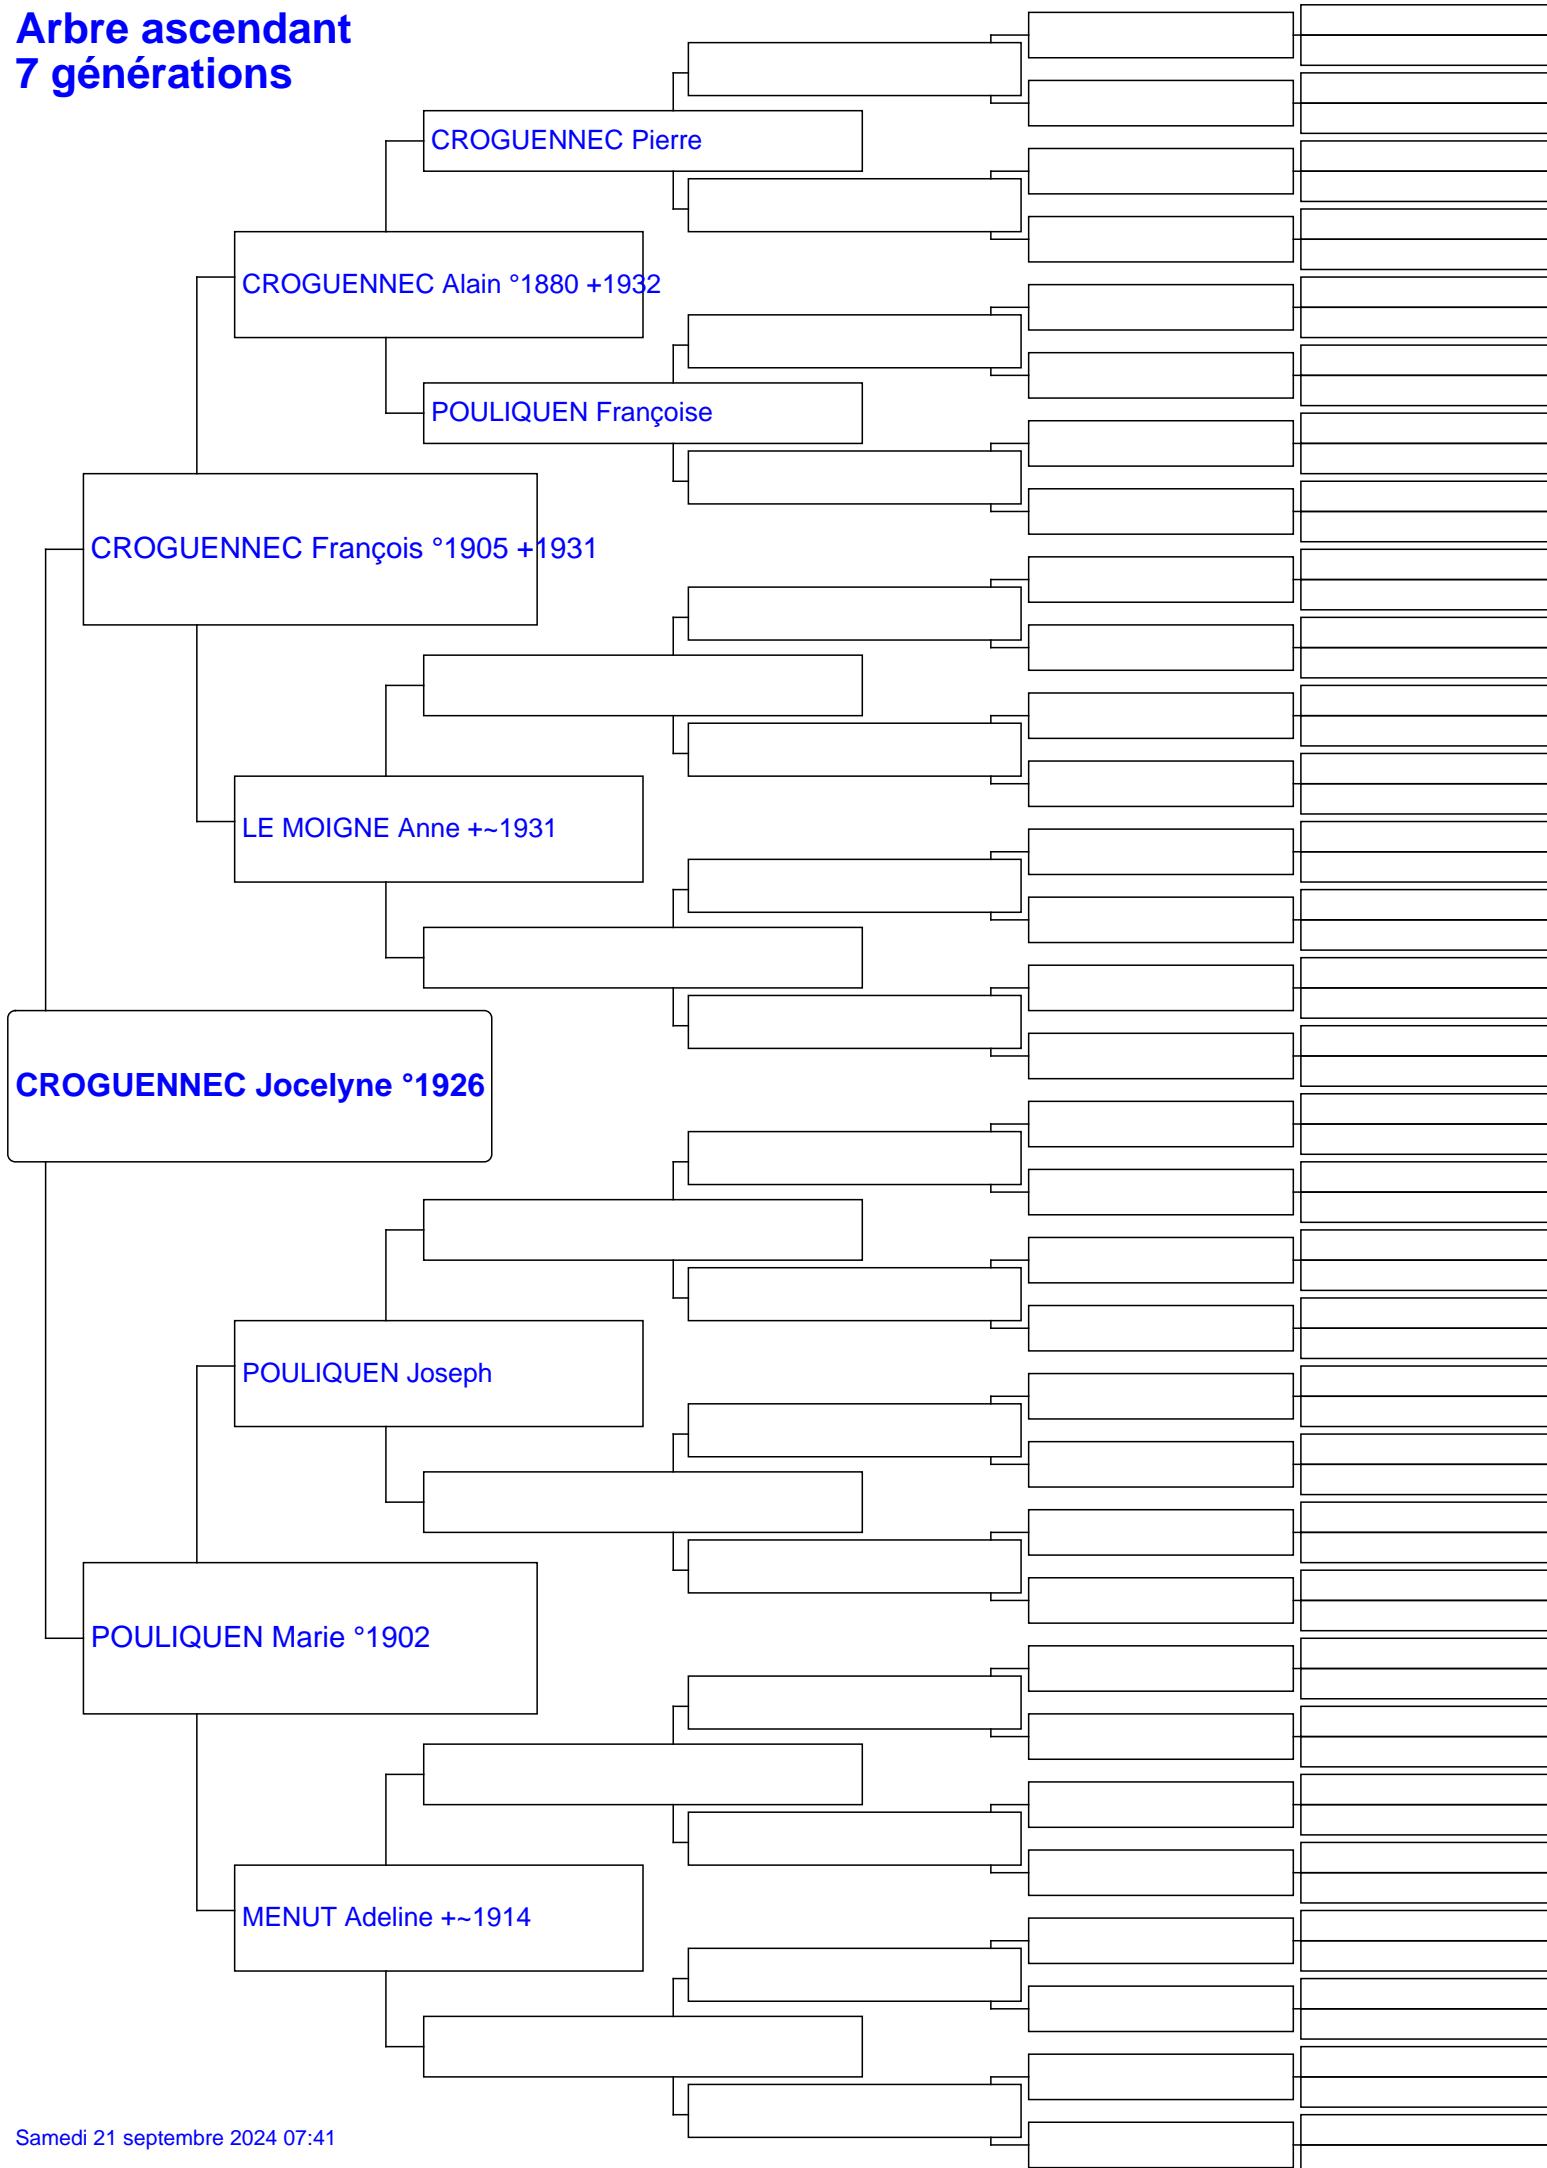 Arbre ascendant
7 générations
CROGUENNEC Pierre
CROGUENNEC Alain °1880 +1932
POULIQUEN Françoise
CROGUENNEC François °1905 +1931
LE MOIGNE Anne +~1931
CROGUENNEC Jocelyne °1926
POULIQUEN Joseph
POULIQUEN Marie °1902
MENUT Adeline +~1914
Samedi 21 septembre 2024 07:41